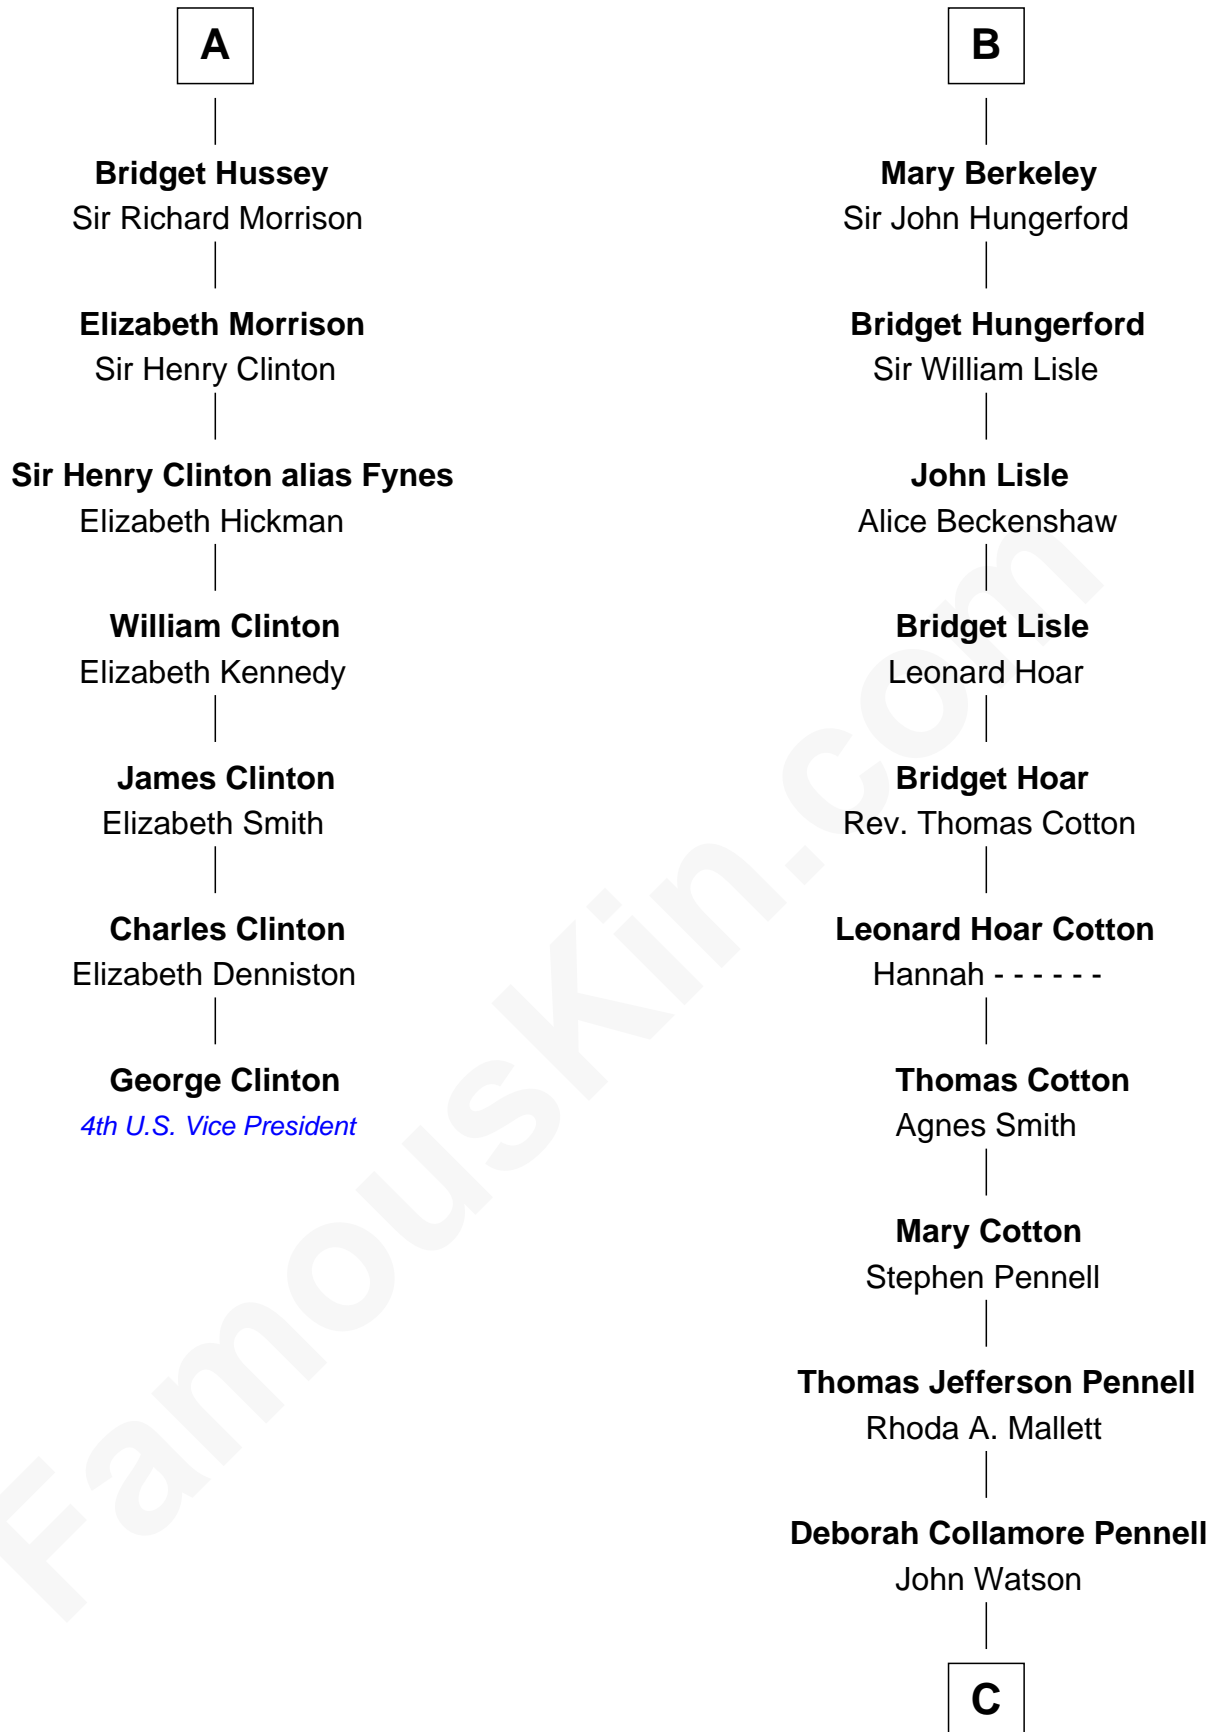 A
Bridget Hussey
Sir Richard Morrison
Elizabeth Morrison
Sir Henry Clinton
Sir Henry Clinton alias Fynes
Elizabeth Hickman
William Clinton
Elizabeth Kennedy
James Clinton
Elizabeth Smith
Charles Clinton
Elizabeth Denniston
George Clinton
4th U.S. Vice President
B
Mary Berkeley
Sir John Hungerford
Bridget Hungerford
Sir William Lisle
John Lisle
Alice Beckenshaw
Bridget Lisle
Leonard Hoar
Bridget Hoar
Rev. Thomas Cotton
Leonard Hoar Cotton
Hannah - - - - - -
Thomas Cotton
Agnes Smith
Mary Cotton
Stephen Pennell
Thomas Jefferson Pennell
Rhoda A. Mallett
Deborah Collamore Pennell
John Watson
C
FamousKin.com